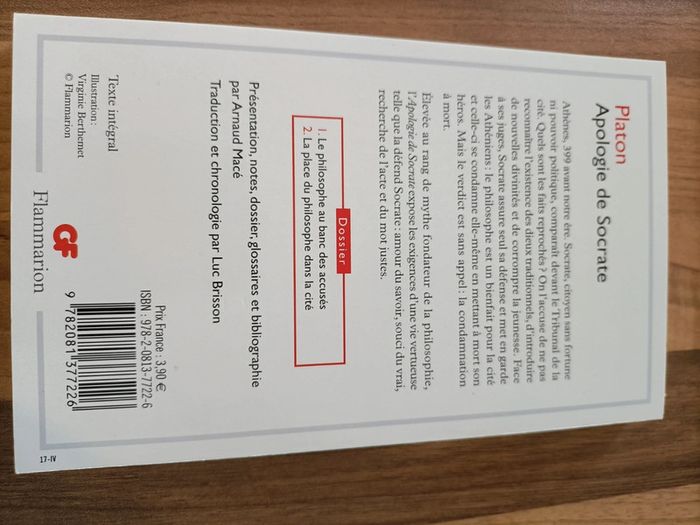 Platon
Apologie de Socrate
Athènes, 399 avant notre ère. Socrate, citoyen sans fortune
ni pouvoir politique, comparaît devant le Tribunal de la
cité. Quels sont les faits reprochés ? On l'accuse de ne pas
reconnaître l'existence des dieux traditionnels, d'introduire
de nouvelles divinités et de corrompre la jeunesse. Face
à ses juges, Socrate assure seul sa défense et met en garde
les Athéniens : le philosophe est un bienfait pour la cité
et celle-ci se condamne elle-même en mettant à mort son
héros. Mais le verdict est sans appel : la condamnation
à mort.
Élevée au rang de mythe fondateur de la philosophie,
l'Apologie de Socrate expose les exigences d'une vie vertueuse
telle que la défend Socrate : amour du savoir, souci du vrai,
recherche de l'acte et du mot justes.
Dossier
1. Le philosophe au banc des accusés
2. La place du philosophe dans la cité
Présentation, notes, dossier, glossaires et bibliographie
par Arnaud Macé
Traduction et chronologie par Luc Brisson
Texte intégral
Illustration :
Virginie Berthemet
© Flammarion
GF
Flammarion
Prix France : 3,90 €
ISBN : 978-2-0813-7722-6
9 782081 377226
17-IV